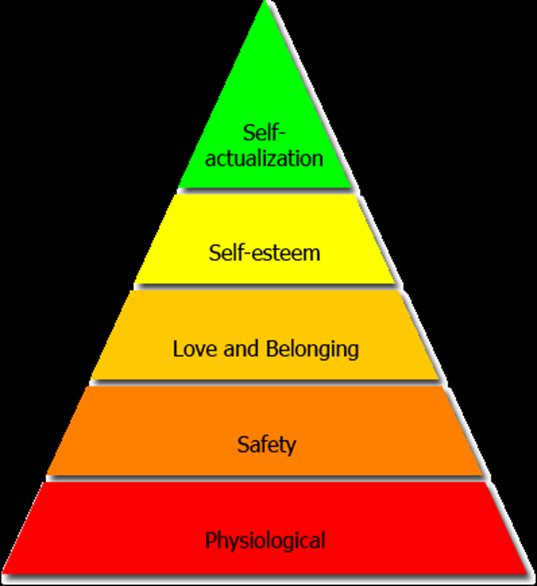 Self-
actualization
Self-esteem
Love and Belonging
Safety
Physiological